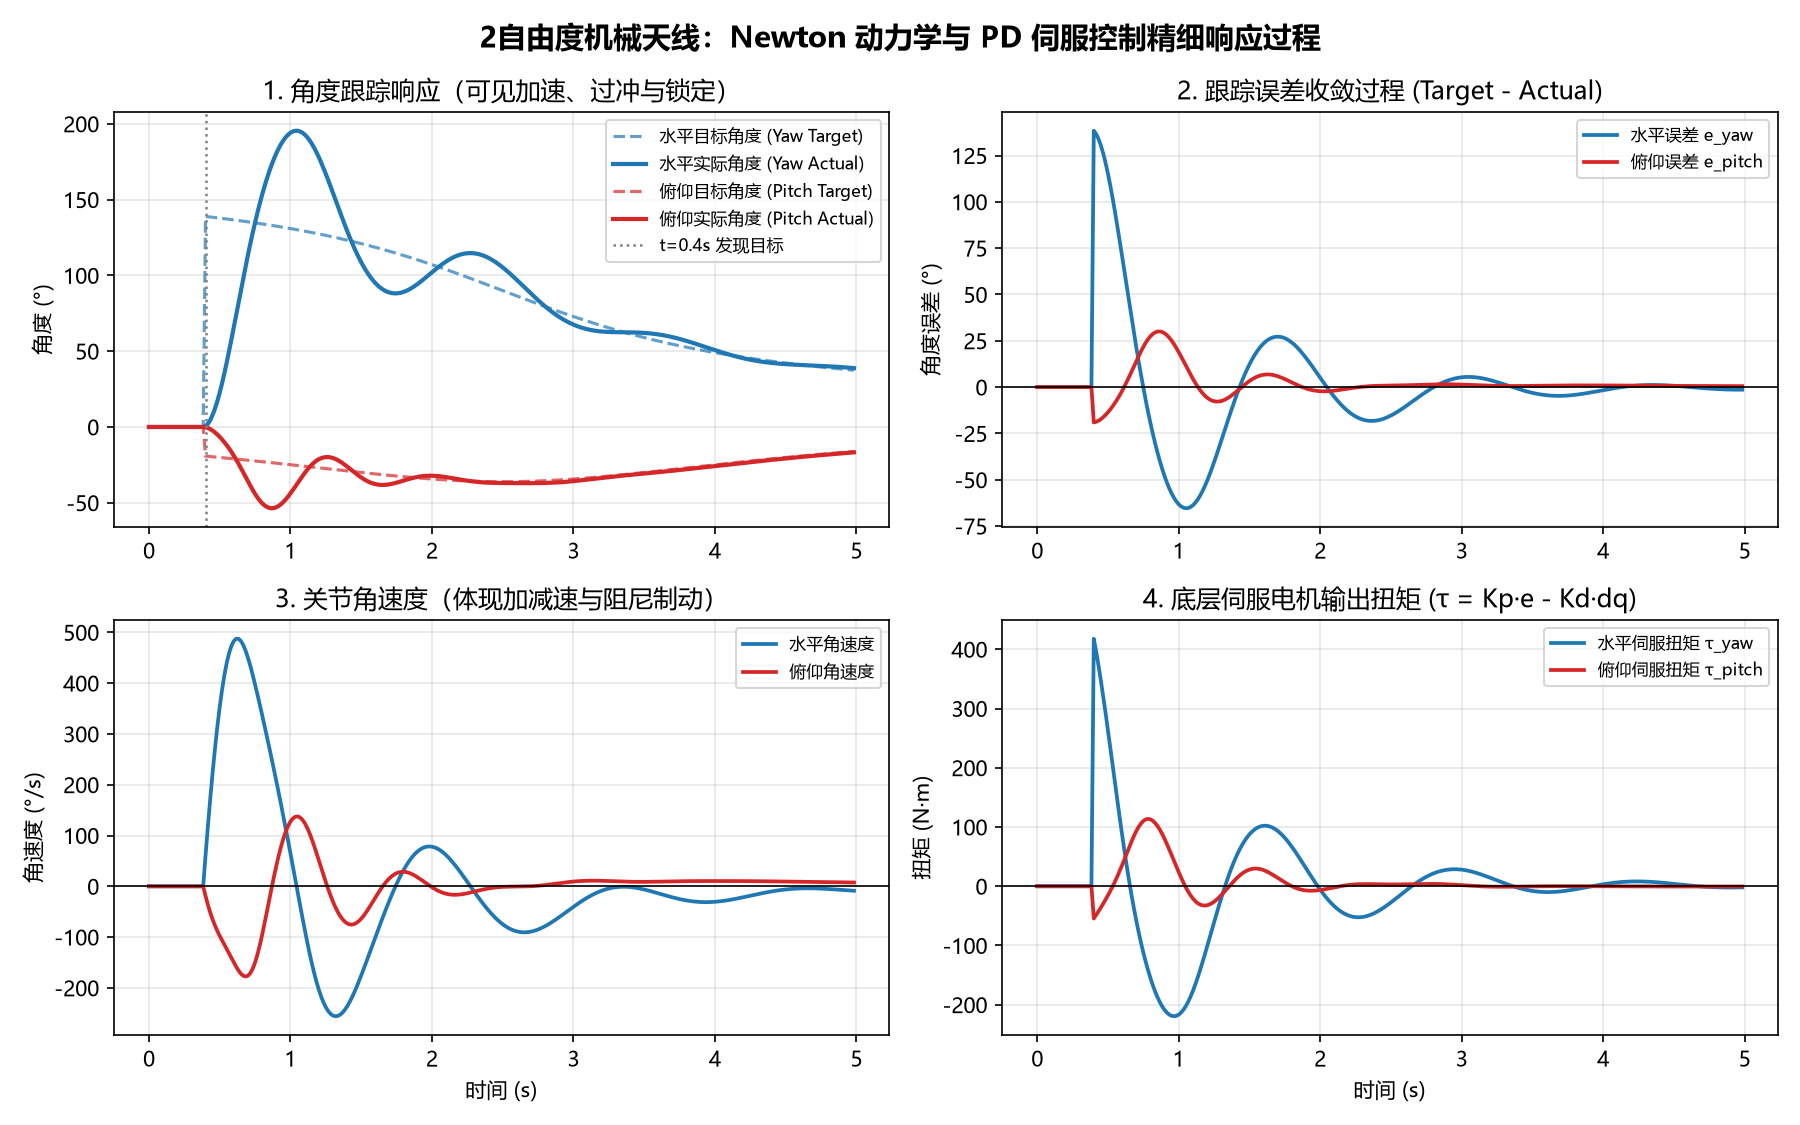 2自由度机械天线：Newton 动力学与 PD 伺服控制精细响应过程
1. 角度跟踪响应（可见加速、过冲与锁定）
200
150
100
50
0
-50
角度 (°)
水平目标角度 (Yaw Target)
水平实际角度 (Yaw Actual)
俯仰目标角度 (Pitch Target)
俯仰实际角度 (Pitch Actual)
t=0.4s 发现目标
0 1 2 3 4 5
2. 跟踪误差收敛过程 (Target - Actual)
125
100
75
50
25
0
-25
-50
-75
角度误差 (°)
水平误差 e_yaw
俯仰误差 e_pitch
0 1 2 3 4 5
3. 关节角速度（体现加减速与阻尼制动）
500
400
300
200
100
0
-100
-200
角速度 (°/s)
水平角速度
俯仰角速度
0 1 2 3 4 5
时间 (s)
4. 底层伺服电机输出扭矩 (τ = Kp·e - Kd·dq)
400
300
200
100
0
-100
-200
扭矩 (N·m)
水平伺服扭矩 τ_yaw
俯仰伺服扭矩 τ_pitch
0 1 2 3 4 5
时间 (s)